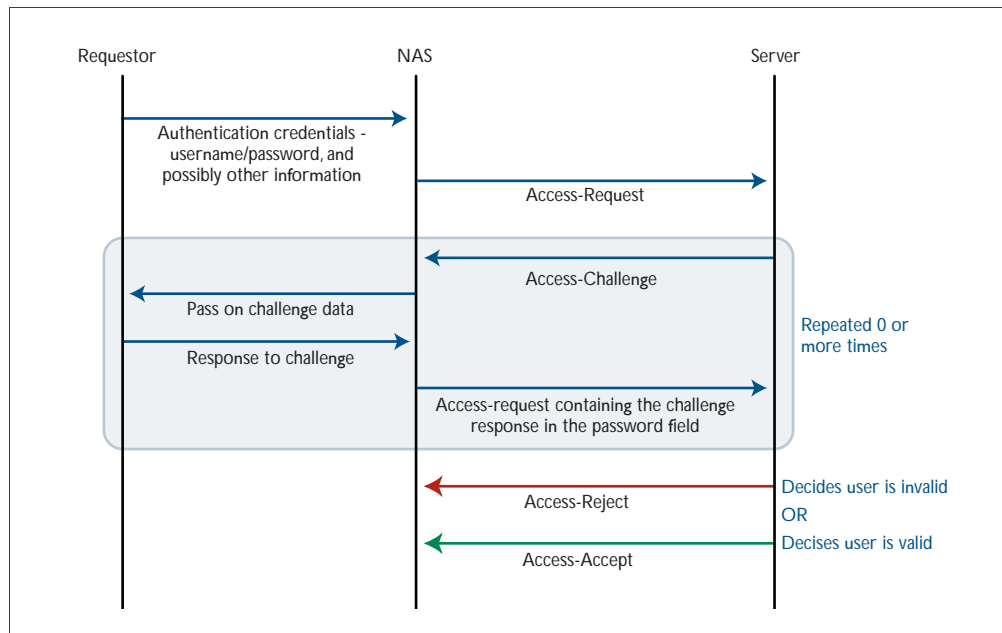 Requestor
NAS
Server
Authentication credentials -
username/password, and
possibly other information
Access-Request
Access-Challenge
Pass on challenge data
Repeated 0 or
more times
Response to challenge
Access-request containing the challenge
response in the password field
Decides user is invalid
Access-Reject
OR
Decises user is valid
Access-Accept